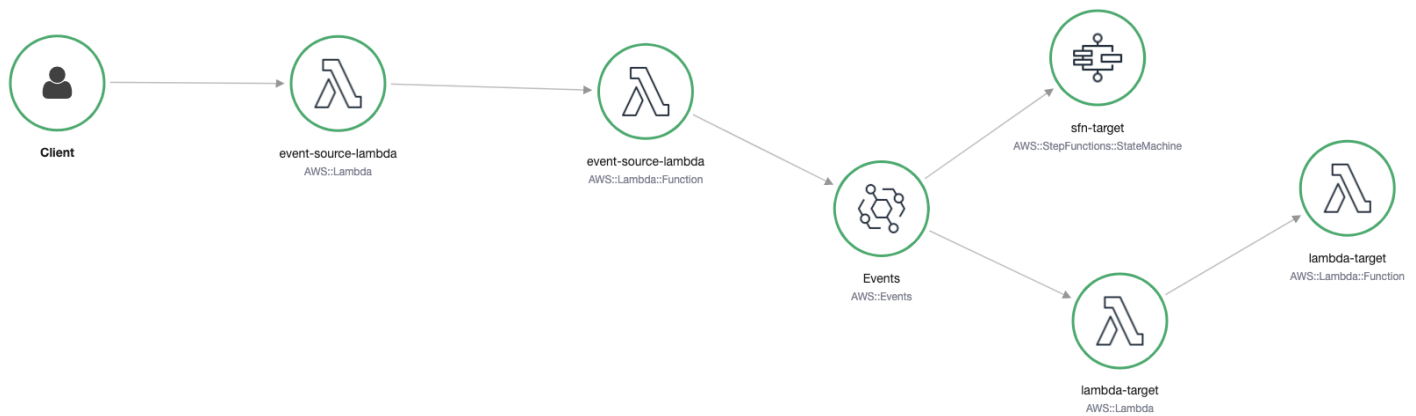 Client
event-source-lambda
AWS::Lambda
event-source-lambda
AWS::Lambda::Function
Events
AWS::Events
sfn-target
AWS::StepFunctions::StateMachine
lambda-target
AWS::Lambda
lambda-target
AWS::Lambda::Function